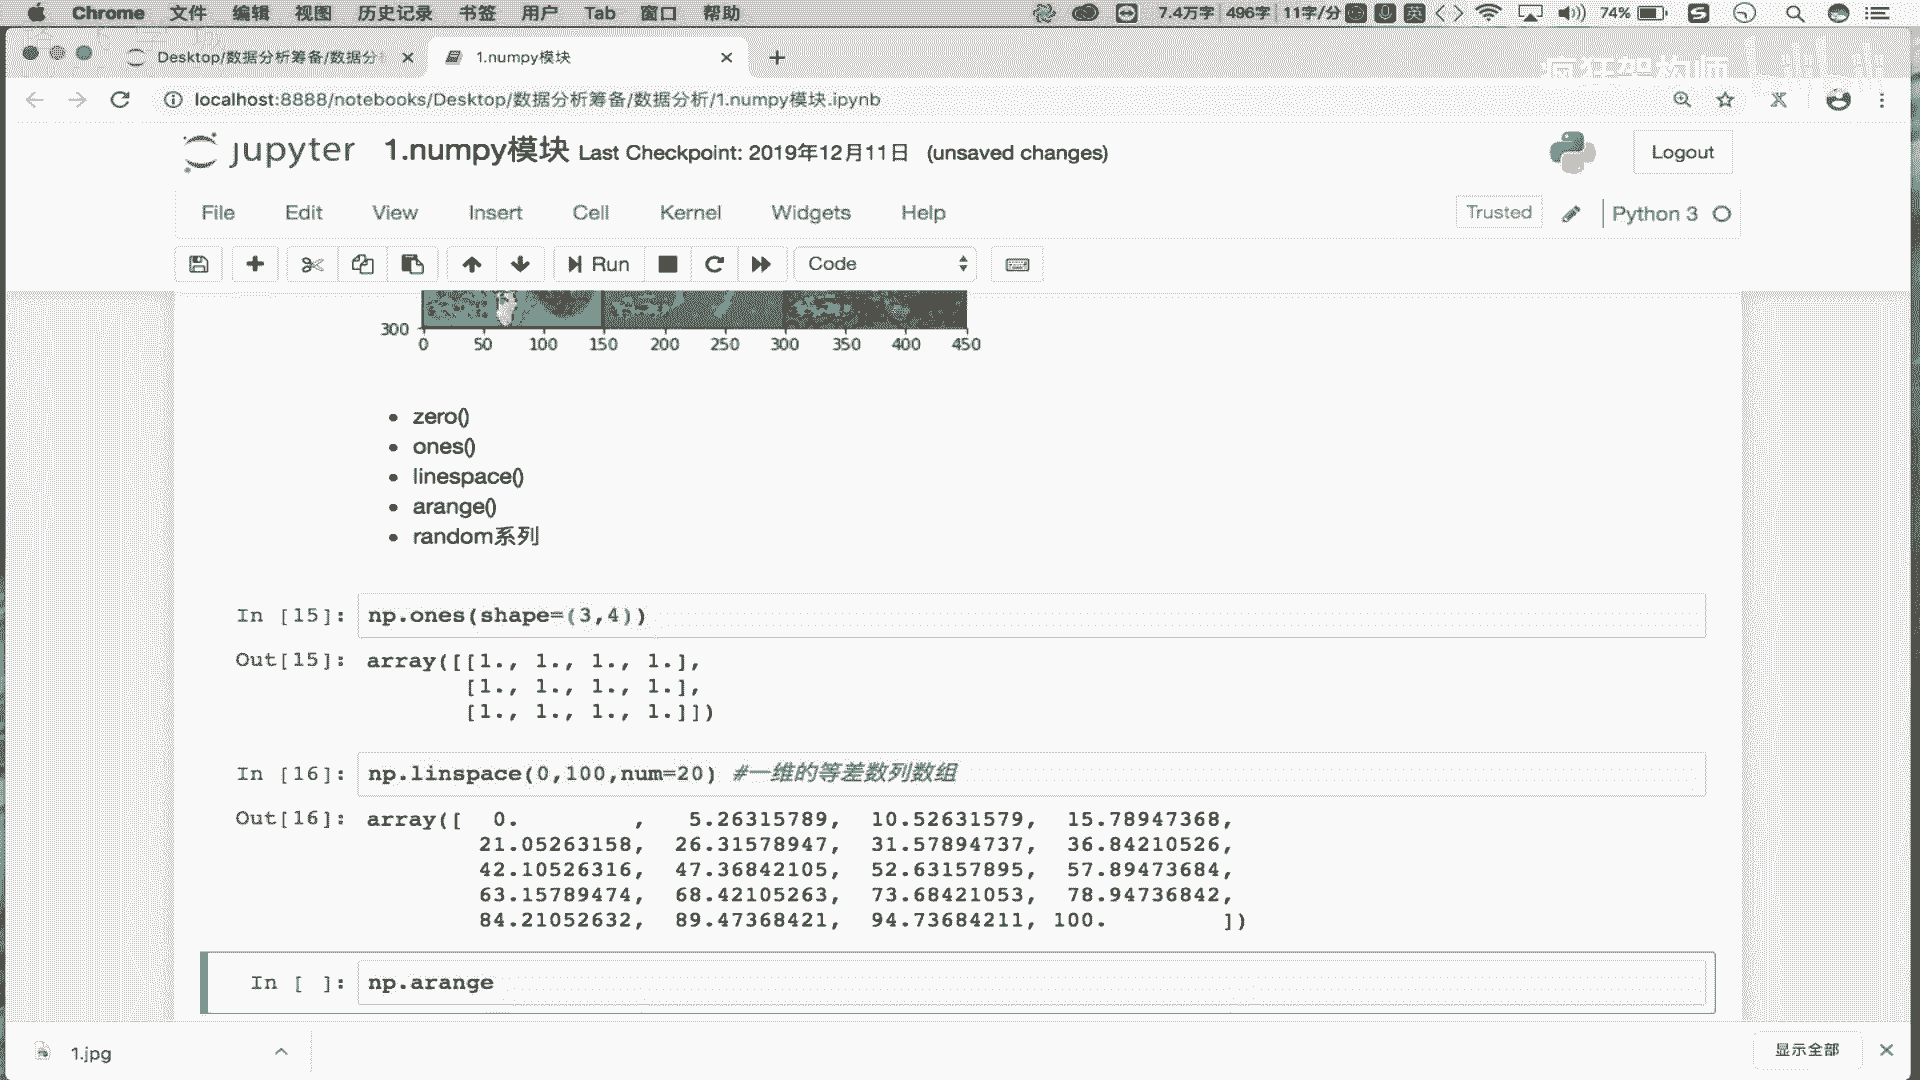 Chrome 文件 编辑 视图 历史记录 书签 用户 Tab 窗口 帮助 7.4万字 496字 11字/分 英 74%
Desktop/数据分析筹备/数据分 1.numpy模块
疯狂架构师 bilibili
localhost:8888/notebooks/Desktop/数据分析筹备/数据分析/1.numpy模块.ipynb
jupyter 1.numpy模块 Last Checkpoint: 2019年12月11日 (unsaved changes) Logout
File Edit View Insert Cell Kernel Widgets Help Trusted Python 3
Run Code
300
0 50 100 150 200 250 300 350 400 450
• zero()
• ones()
• linespace()
• arange()
• random系列
In [15]: np.ones(shape=(3,4))
Out[15]: array([[1., 1., 1., 1.],
[1., 1., 1., 1.],
[1., 1., 1., 1.]])
In [16]: np.linspace(0,100,num=20) #一维的等差数列数组
Out[16]: array([ 0. , 5.26315789, 10.52631579, 15.78947368,
21.05263158, 26.31578947, 31.57894737, 36.84210526,
42.10526316, 47.36842105, 52.63157895, 57.89473684,
63.15789474, 68.42105263, 73.68421053, 78.94736842,
84.21052632, 89.47368421, 94.73684211, 100. ])
In [ ]: np.arange
1.jpg 显示全部